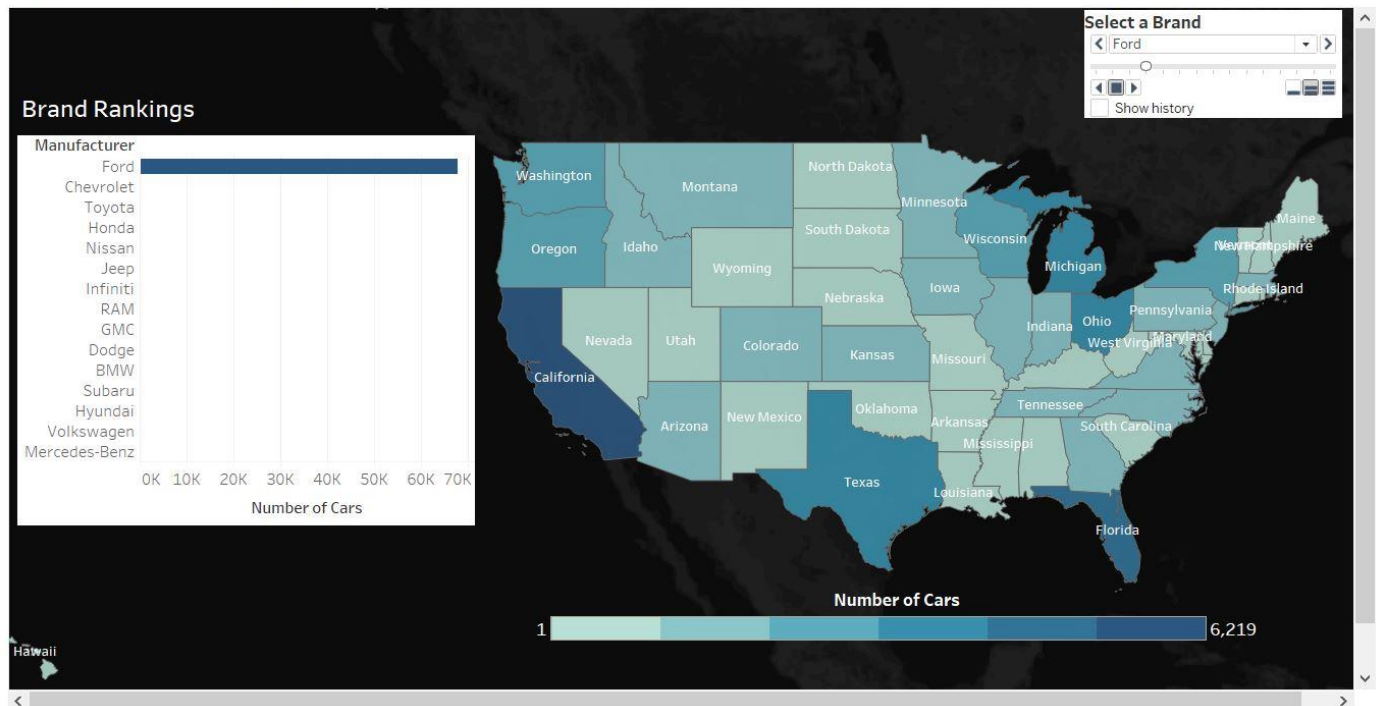 Select a Brand
Ford
Show history
Brand Rankings
Manufacturer
Ford
Chevrolet
Toyota
Honda
Nissan
Jeep
Infiniti
RAM
GMC
Dodge
BMW
Subaru
Hyundai
Volkswagen
Mercedes-Benz
0K 10K 20K 30K 40K 50K 60K 70K
Number of Cars
Washington
Montana
North Dakota
Minnesota
Maine
Oregon
Idaho
South Dakota
Wisconsin
Vermont
New Hampshire
Wyoming
Michigan
Nebraska
Iowa
Rhode Island
Nevada
Utah
Colorado
Kansas
Missouri
Indiana
Ohio
Pennsylvania
West Virginia
Maryland
California
Arizona
New Mexico
Oklahoma
Arkansas
Tennessee
South Carolina
Mississippi
Texas
Louisiana
Florida
Number of Cars
1
6,219
Hawaii